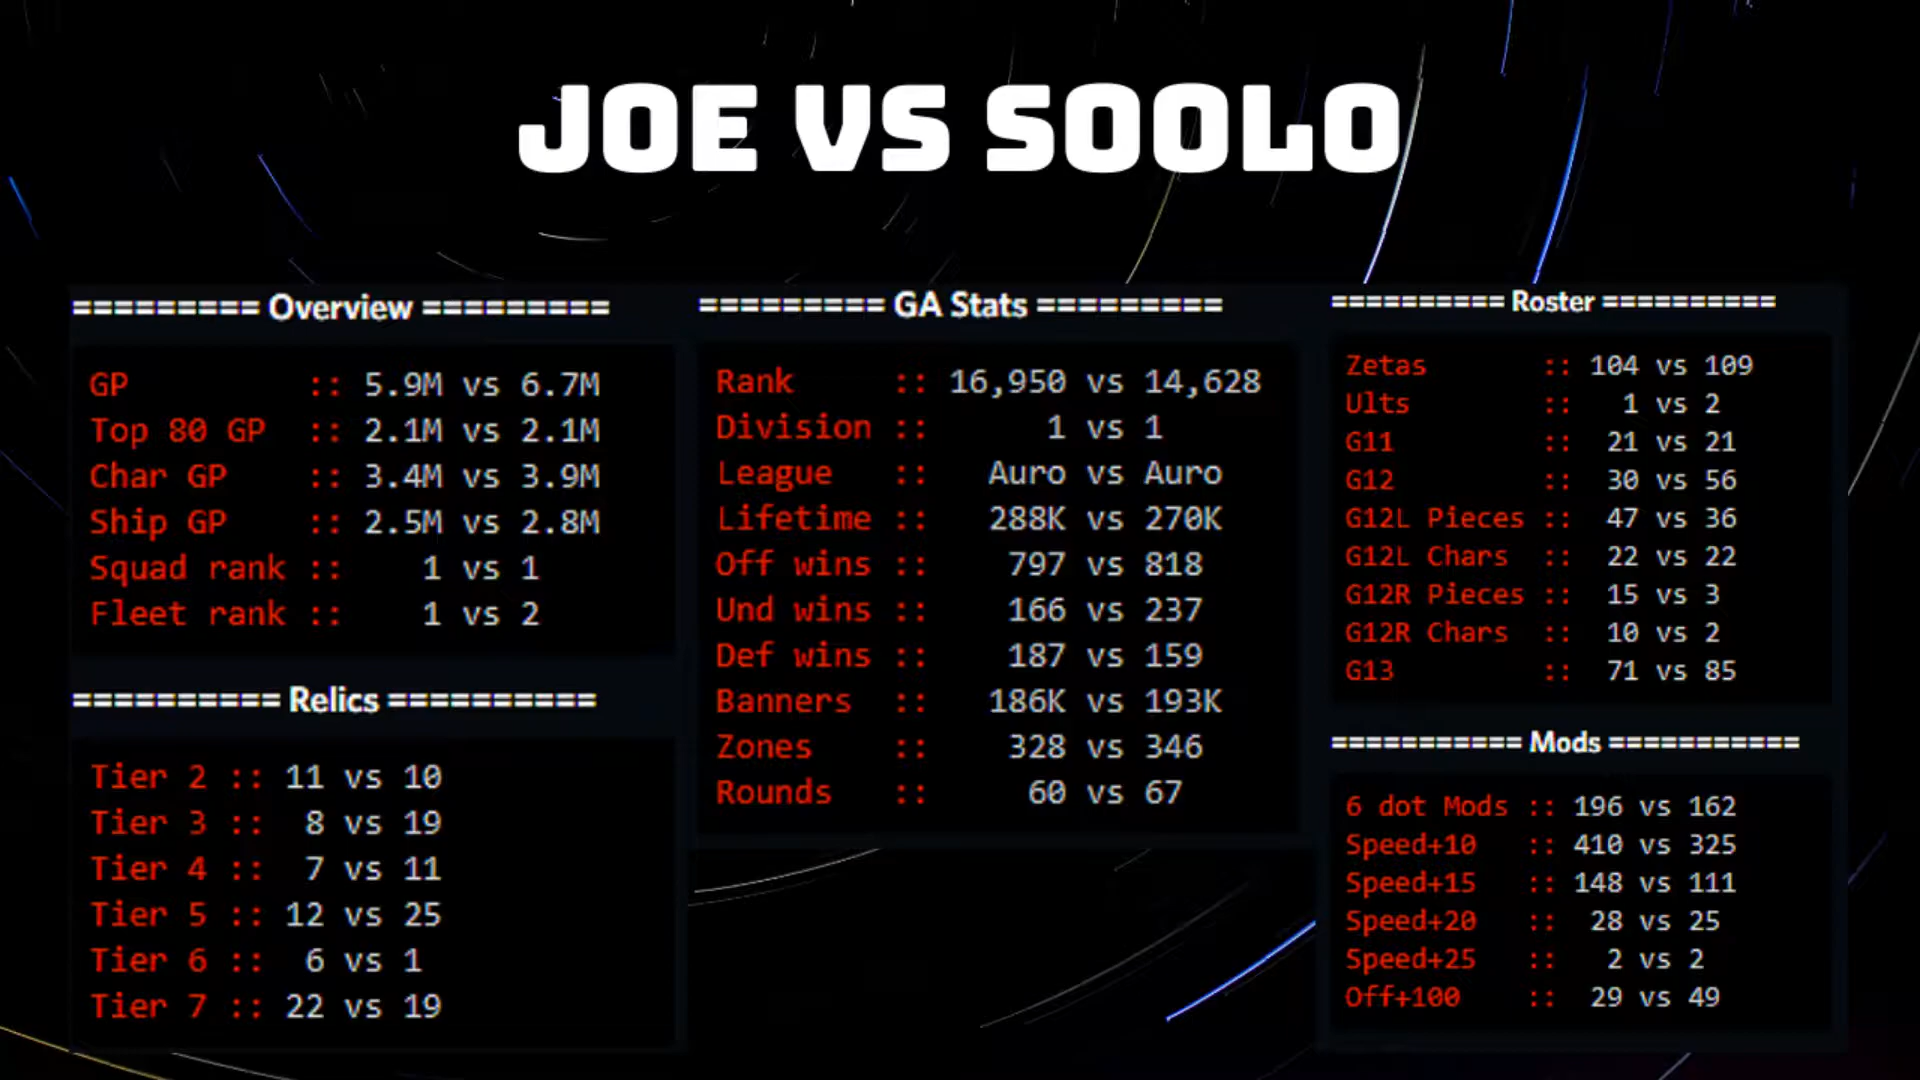 JOE VS SOOLO
========= Overview =========
GP :: 5.9M vs 6.7M
Top 80 GP :: 2.1M vs 2.1M
Char GP :: 3.4M vs 3.9M
Ship GP :: 2.5M vs 2.8M
Squad rank :: 1 vs 1
Fleet rank :: 1 vs 2
========== Relics ==========
Tier 2 :: 11 vs 10
Tier 3 :: 8 vs 19
Tier 4 :: 7 vs 11
Tier 5 :: 12 vs 25
Tier 6 :: 6 vs 1
Tier 7 :: 22 vs 19
========= GA Stats =========
Rank :: 16,950 vs 14,628
Division :: 1 vs 1
League :: Auro vs Auro
Lifetime :: 288K vs 270K
Off wins :: 797 vs 818
Und wins :: 166 vs 237
Def wins :: 187 vs 159
Banners :: 186K vs 193K
Zones :: 328 vs 346
Rounds :: 60 vs 67
========== Roster ==========
Zetas :: 104 vs 109
Ults :: 1 vs 2
G11 :: 21 vs 21
G12 :: 30 vs 56
G12L Pieces :: 47 vs 36
G12L Chars :: 22 vs 22
G12R Pieces :: 15 vs 3
G12R Chars :: 10 vs 2
G13 :: 71 vs 85
=========== Mods ===========
6 dot Mods :: 196 vs 162
Speed+10 :: 410 vs 325
Speed+15 :: 148 vs 111
Speed+20 :: 28 vs 25
Speed+25 :: 2 vs 2
Off+100 :: 29 vs 49